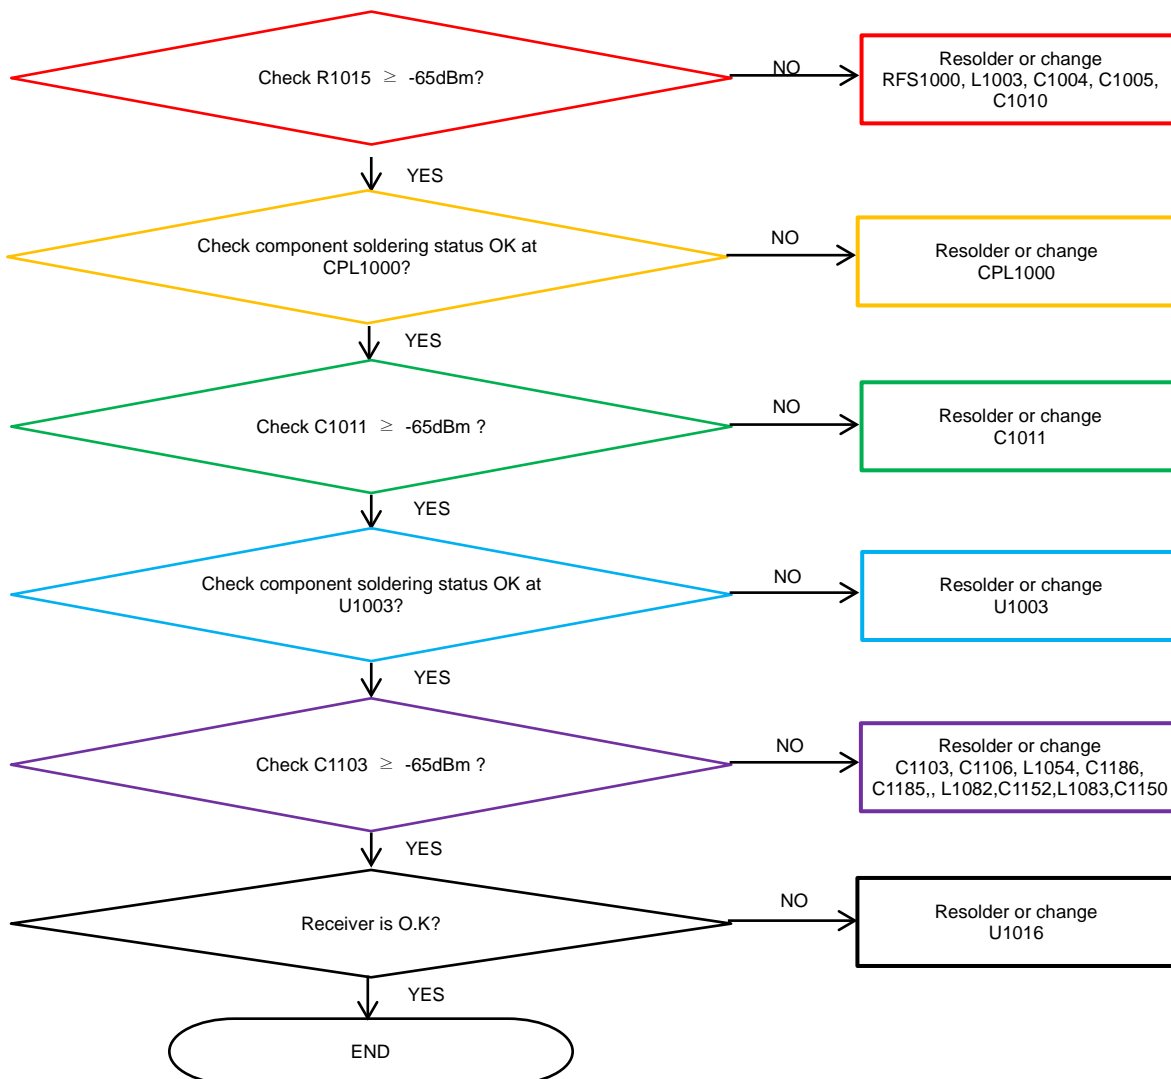 Check R1015 ≥ -65dBm?
NO
Resolder or change
RFS1000, L1003, C1004, C1005,
C1010
YES
Check component soldering status OK at
CPL1000?
NO
Resolder or change
CPL1000
YES
Check C1011 ≥ -65dBm ?
NO
Resolder or change
C1011
YES
Check component soldering status OK at
U1003?
NO
Resolder or change
U1003
YES
Check C1103 ≥ -65dBm ?
NO
Resolder or change
C1103, C1106, L1054, C1186,
C1185,, L1082,C1152,L1083,C1150
YES
Receiver is O.K?
NO
Resolder or change
U1016
YES
END